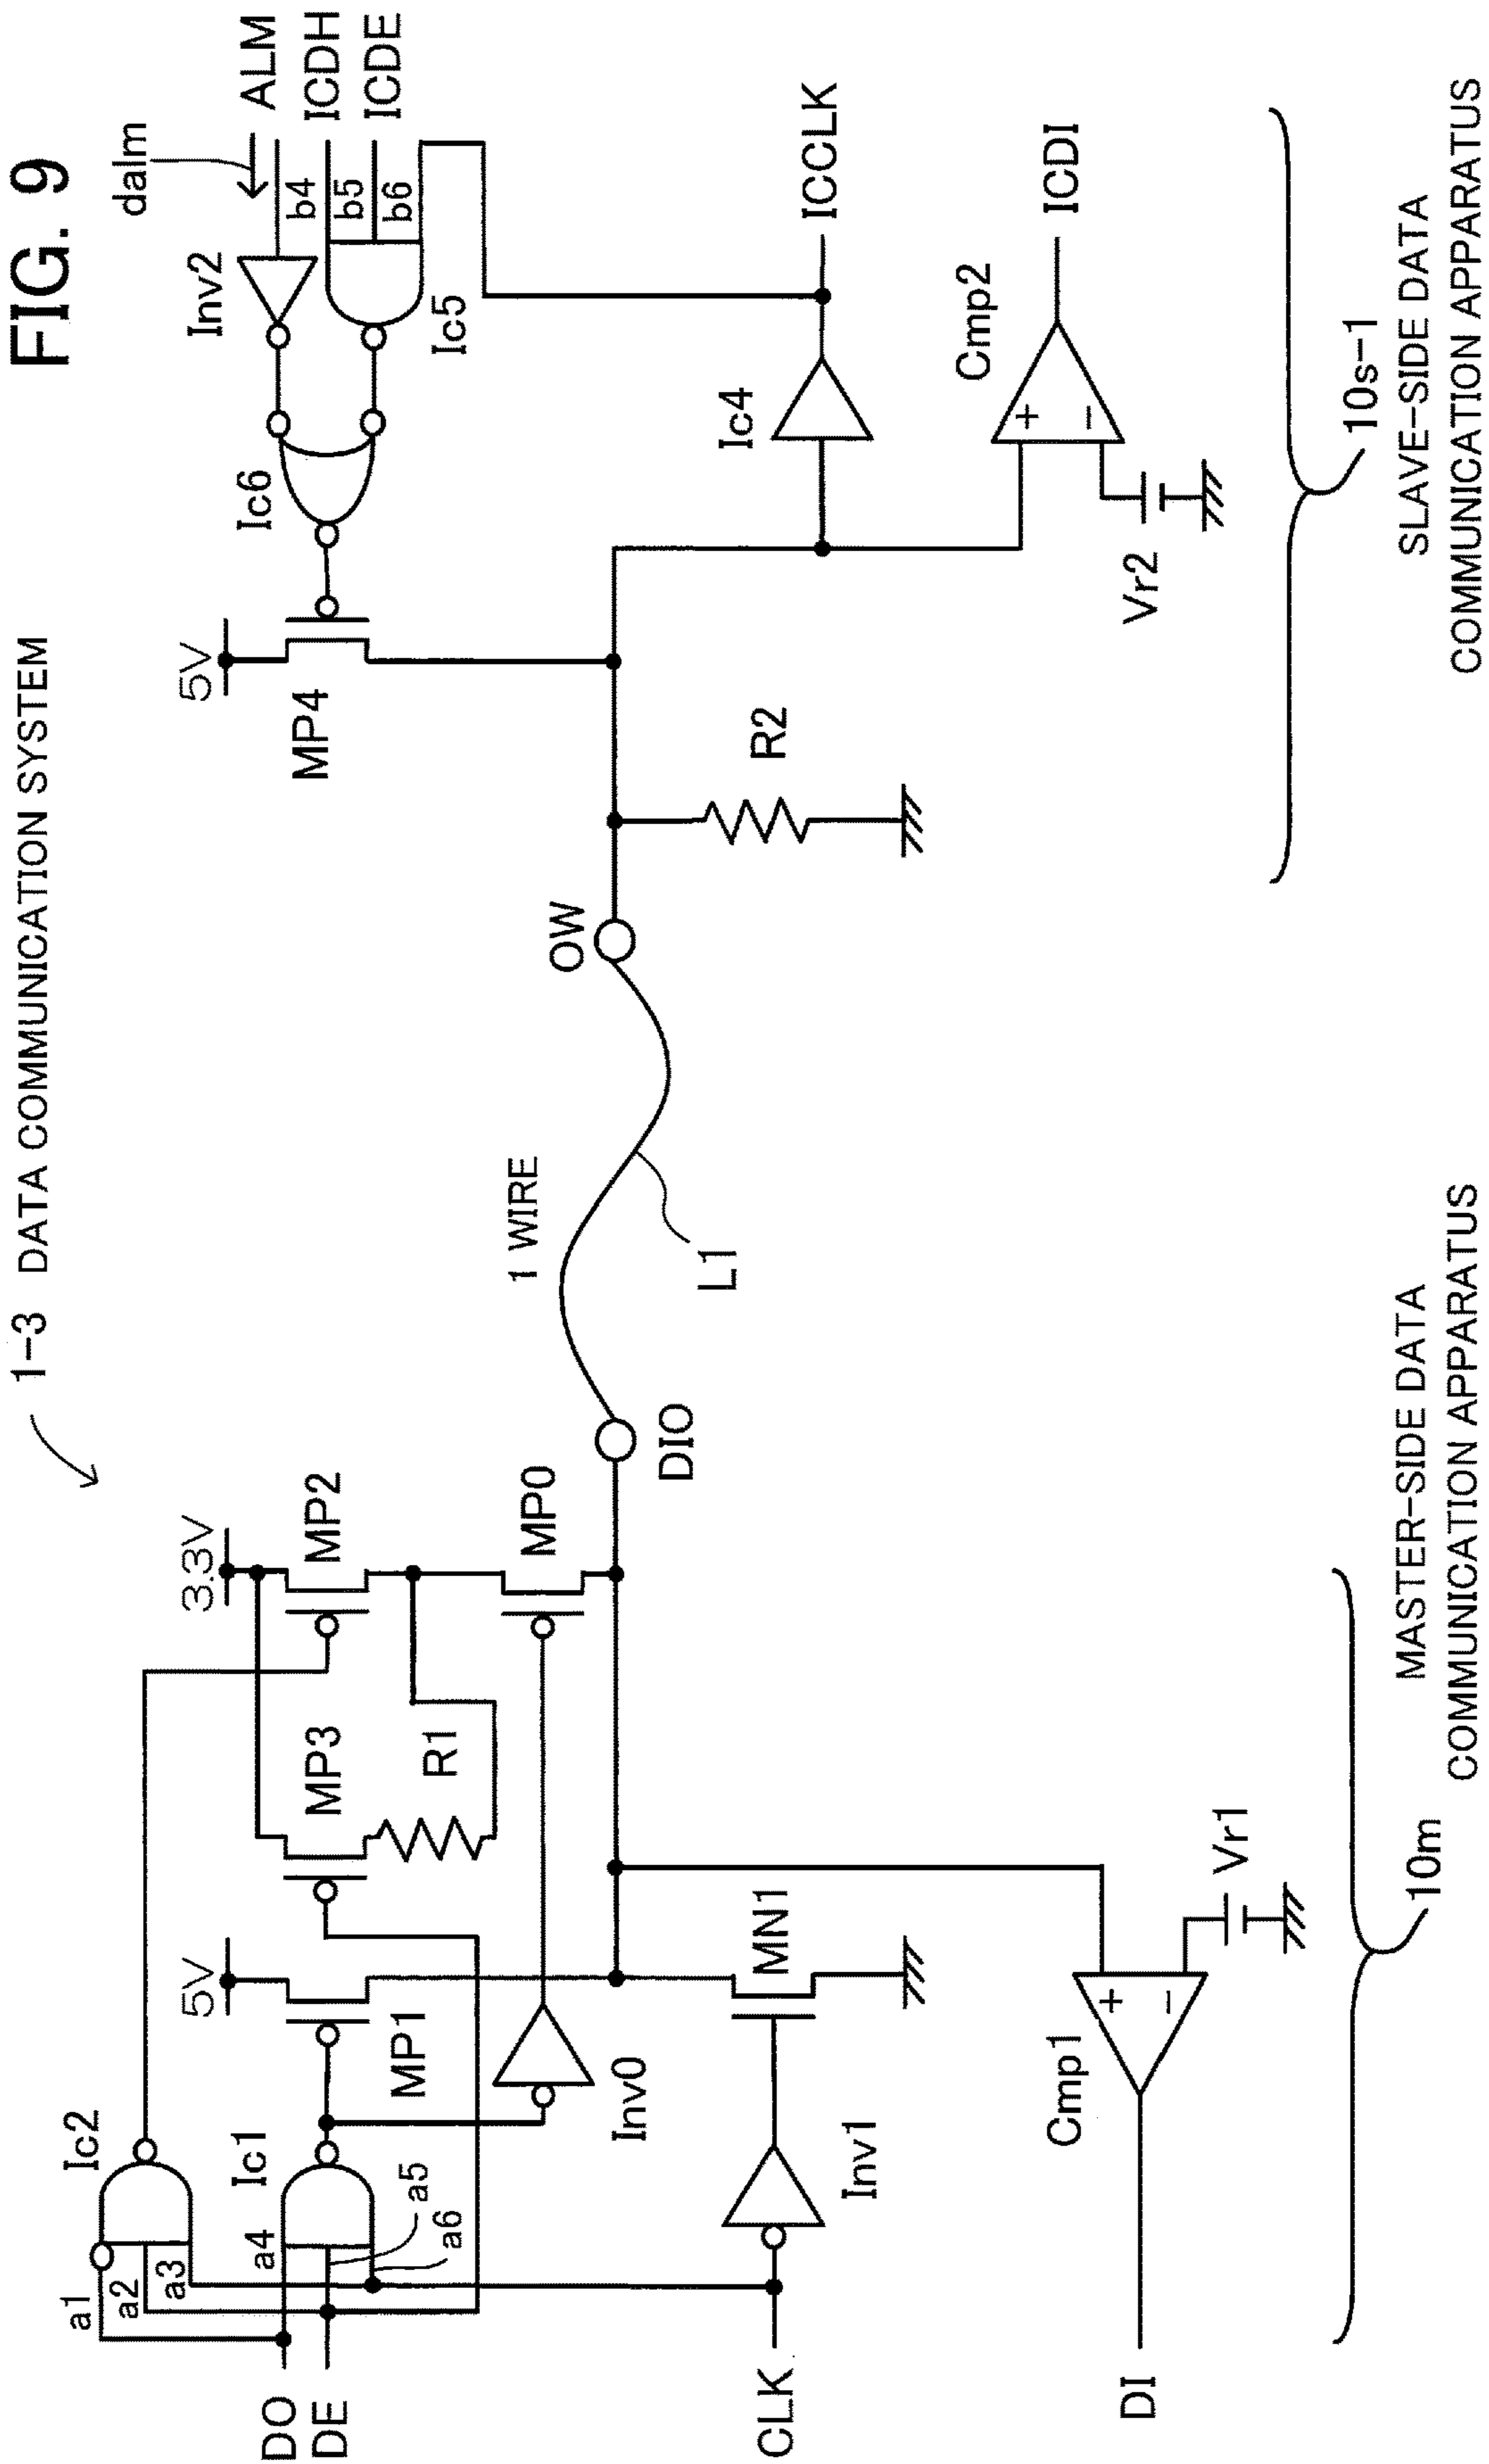 FIG. 9
1-3 DATA COMMUNICATION SYSTEM
DO
DE
a1
a2
a3
a4
a5
a6
Ic2
Ic1
5V
MP1
MP3
R1
3.3V
MP2
MP0
Inv0
CLK
Inv1
MN1
DI
Cmp1
+
−
Vr1
DIO
1 WIRE
L1
OW
R2
5V
MP4
Ic6
Inv2
Ic5
dalm
ALM
ICDH
ICDE
b4
b5
b6
Ic4
ICCLK
Cmp2
+
−
Vr2
ICDI
10m
MASTER-SIDE DATA
COMMUNICATION APPARATUS
10s-1
SLAVE-SIDE DATA
COMMUNICATION APPARATUS